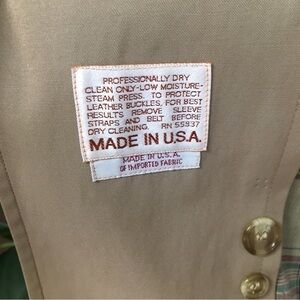 PROFESSIONALLY DRY
CLEAN ONLY-LOW MOISTURE-
STEAM PRESS. TO PROTECT
LEATHER BUCKLES, FOR BEST
RESULTS REMOVE SLEEVE
STRAPS AND BELT BEFORE
DRY CLEANING. RN 55937
MADE IN U.S.A.
MADE IN U.S.A.
OF IMPORTED FABRIC